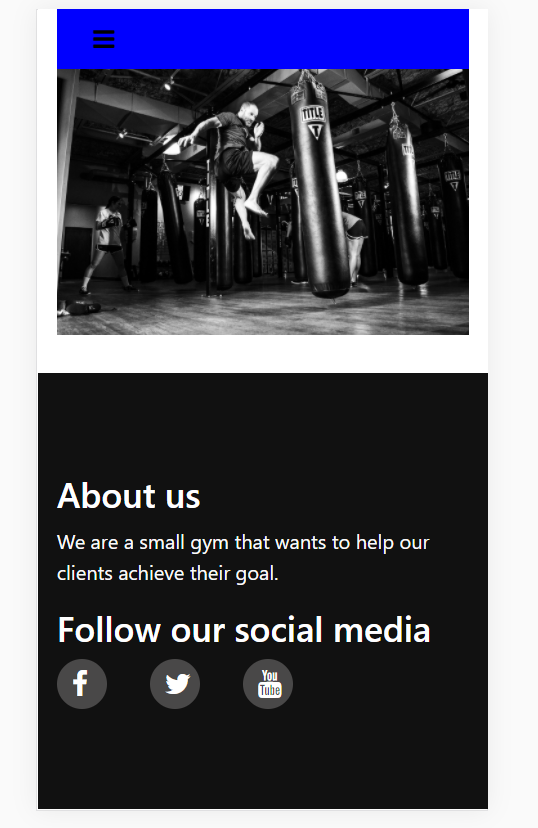 TITLE
T
TITLE
TITLE
About us
We are a small gym that wants to help our
clients achieve their goal.
Follow our social media
f
You
Tube